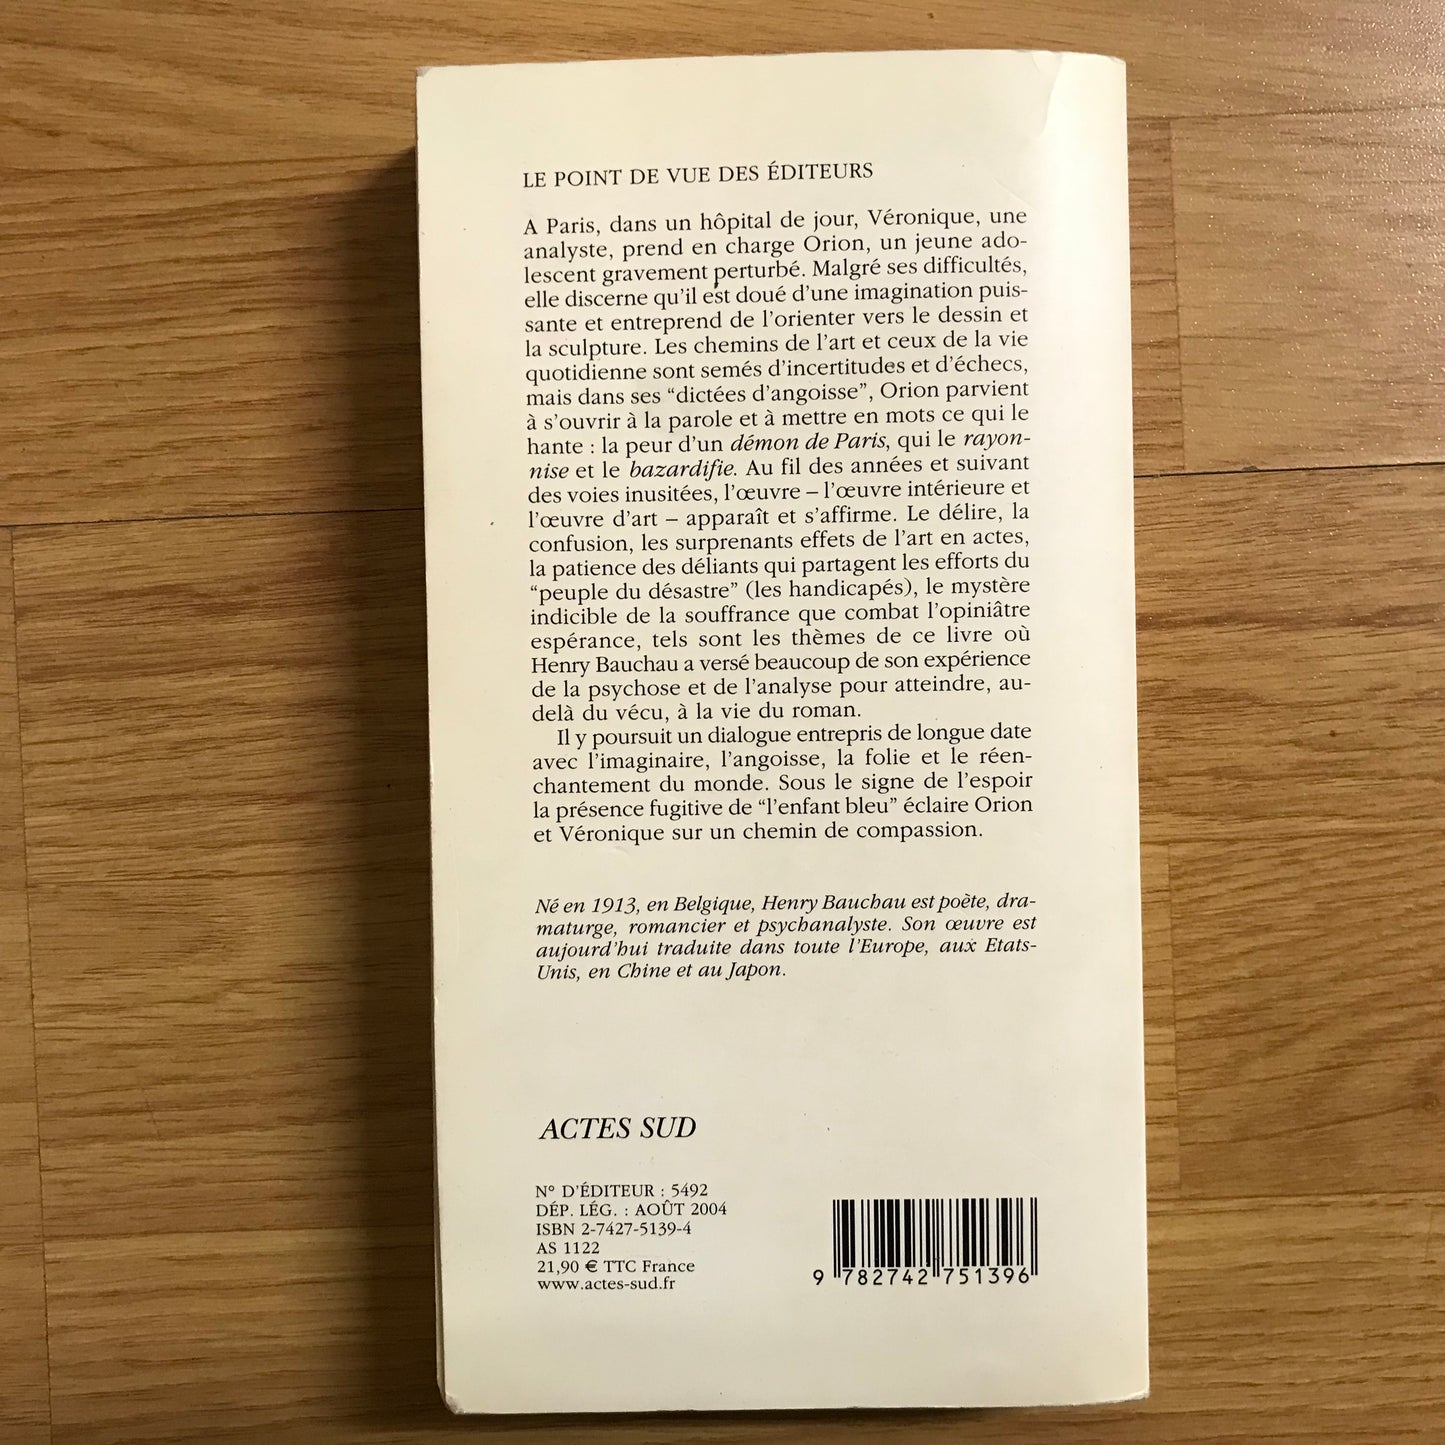 LE POINT DE VUE DES ÉDITEURS
A Paris, dans un hôpital de jour, Véronique, une
analyste, prend en charge Orion, un jeune ado-
lescent gravement perturbé. Malgré ses difficultés,
elle discerne qu'il est doué d'une imagination puis-
sante et entreprend de l'orienter vers le dessin et
la sculpture. Les chemins de l'art et ceux de la vie
quotidienne sont semés d'incertitudes et d'échecs,
mais dans ses “dictées d'angoisse”, Orion parvient
à s'ouvrir à la parole et à mettre en mots ce qui le
hante : la peur d'un démon de Paris, qui le rayon-
nise et le bazardifie. Au fil des années et suivant
des voies inusitées, l'œuvre – l'œuvre intérieure et
l'œuvre d'art – apparaît et s'affirme. Le délire, la
confusion, les surprenants effets de l'art en actes,
la patience des déliants qui partagent les efforts du
“peuple du désastre” (les handicapés), le mystère
indicible de la souffrance que combat l'opiniâtre
espérance, tels sont les thèmes de ce livre où
Henry Bauchau a versé beaucoup de son expérience
de la psychose et de l'analyse pour atteindre, au-
delà du vécu, à la vie du roman.
Il y poursuit un dialogue entrepris de longue date
avec l'imaginaire, l'angoisse, la folie et le réen-
chantement du monde. Sous le signe de l'espoir
la présence fugitive de “l'enfant bleu” éclaire Orion
et Véronique sur un chemin de compassion.
Né en 1913, en Belgique, Henry Bauchau est poète, dra-
maturge, romancier et psychanalyste. Son œuvre est
aujourd'hui traduite dans toute l'Europe, aux Etats-
Unis, en Chine et au Japon.
ACTES SUD
N° D'ÉDITEUR : 5492
DÉP. LÉG. : AOÛT 2004
ISBN 2-7427-5139-4
AS 1122
21,90 € TTC France
www.actes-sud.fr
9 782742 751396